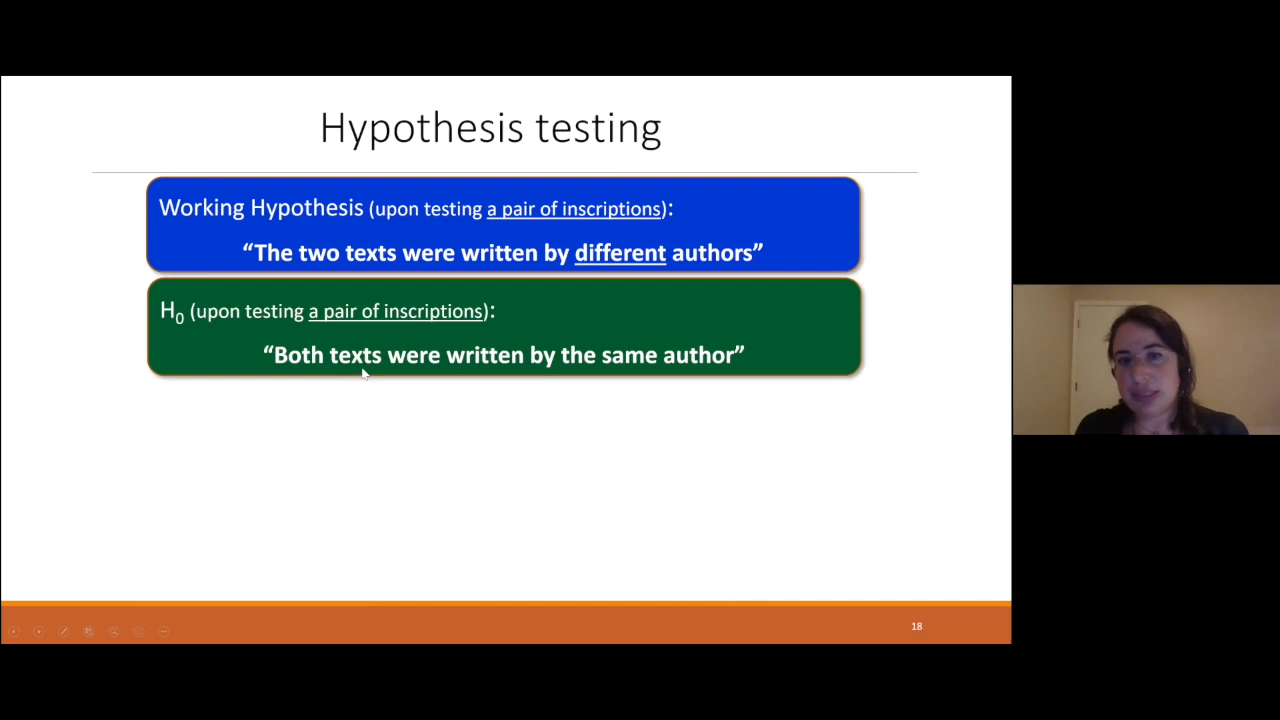 Hypothesis testing
Working Hypothesis (upon testing a pair of inscriptions):
“The two texts were written by different authors”
H₀ (upon testing a pair of inscriptions):
“Both texts were written by the same author”
18